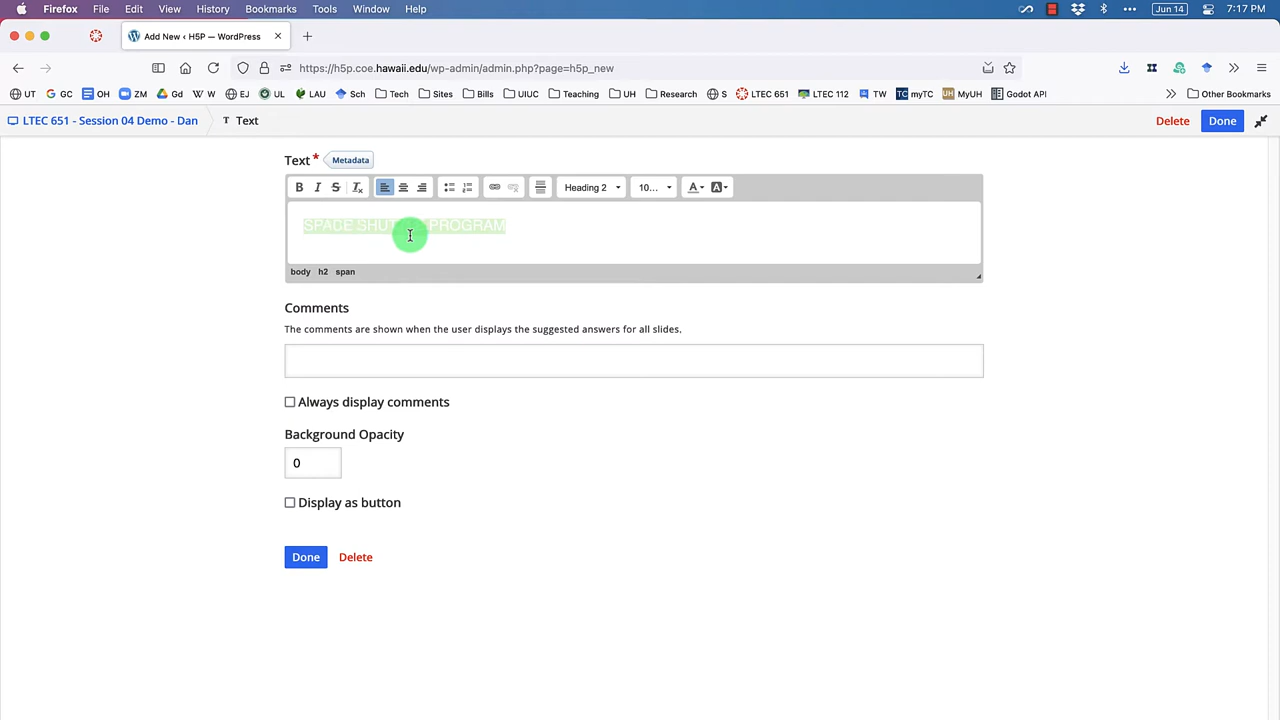 Firefox File Edit View History Bookmarks Tools Window Help Jun 14 7:17 PM
Add New ‹ H5P — WordPress
https://h5p.coe.hawaii.edu/wp-admin/admin.php?page=h5p_new
UT GC OH ZM Gd W EJ UL LAU Sch Tech Sites Bills UIUC Teaching UH Research S LTEC 651 LTEC 112 TW myTC MyUH Godot API Other Bookmarks
LTEC 651 - Session 04 Demo - Dan T Text Delete Done
Text * Metadata
B I S Tx Heading 2 10... A A
SPACE SHUTTLE PROGRAM
body h2 span
Comments
The comments are shown when the user displays the suggested answers for all slides.
Always display comments
Background Opacity
0
Display as button
Done Delete